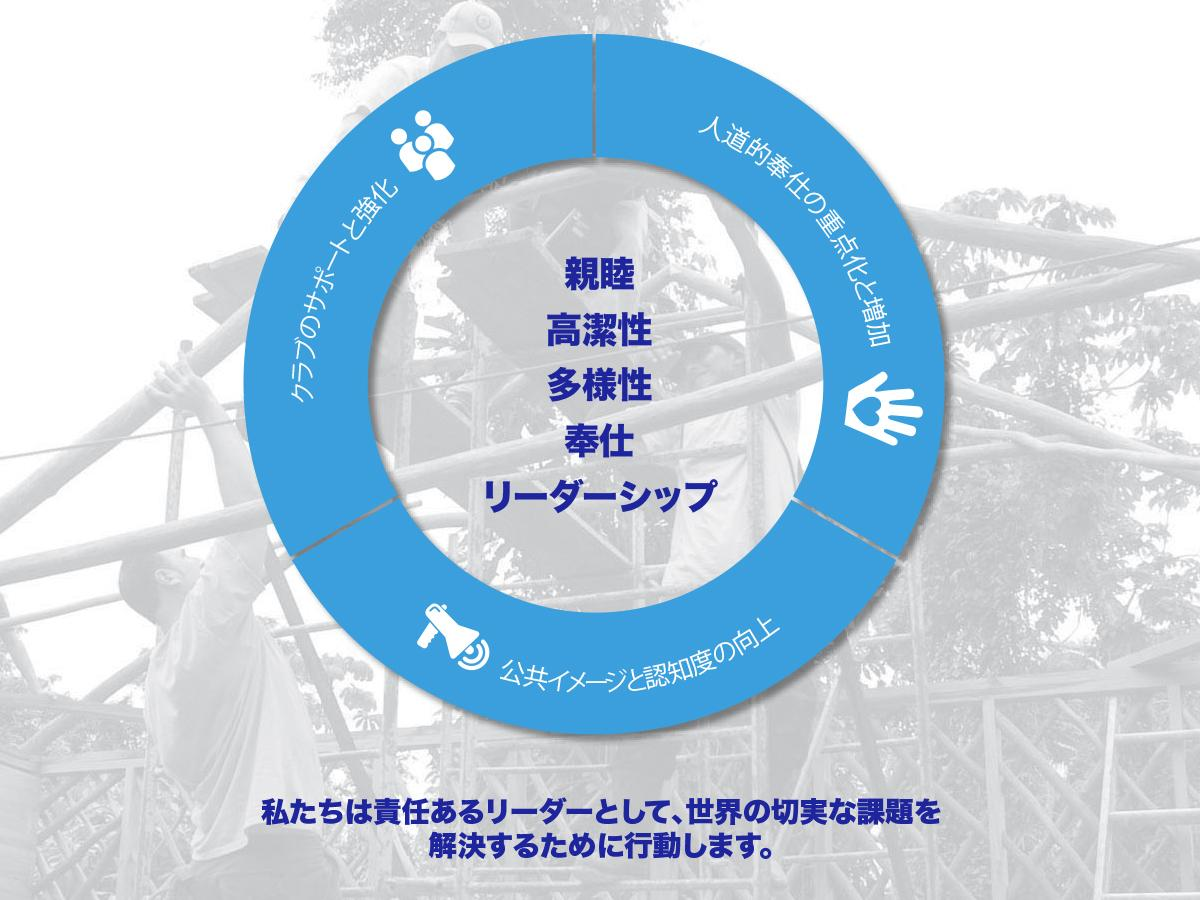 クラブのサポートと強化
人道的奉仕の重点化と増加
親睦
高潔性
多様性
奉仕
リーダーシップ
公共イメージと認知度の向上
私たちは責任あるリーダーとして、世界の切実な課題を
解決するために行動します。